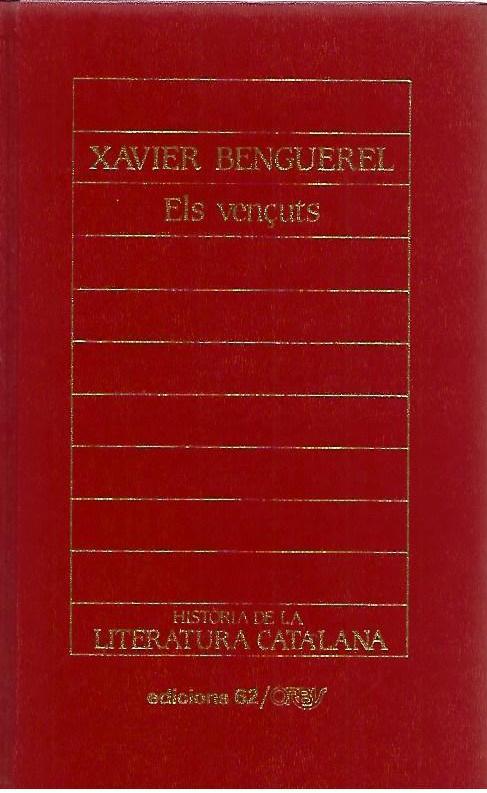 XAVIER BENGUEREL
Els vençuts
HISTÒRIA DE LA
LITERATURA CATALANA
edicions 62/ORBIS